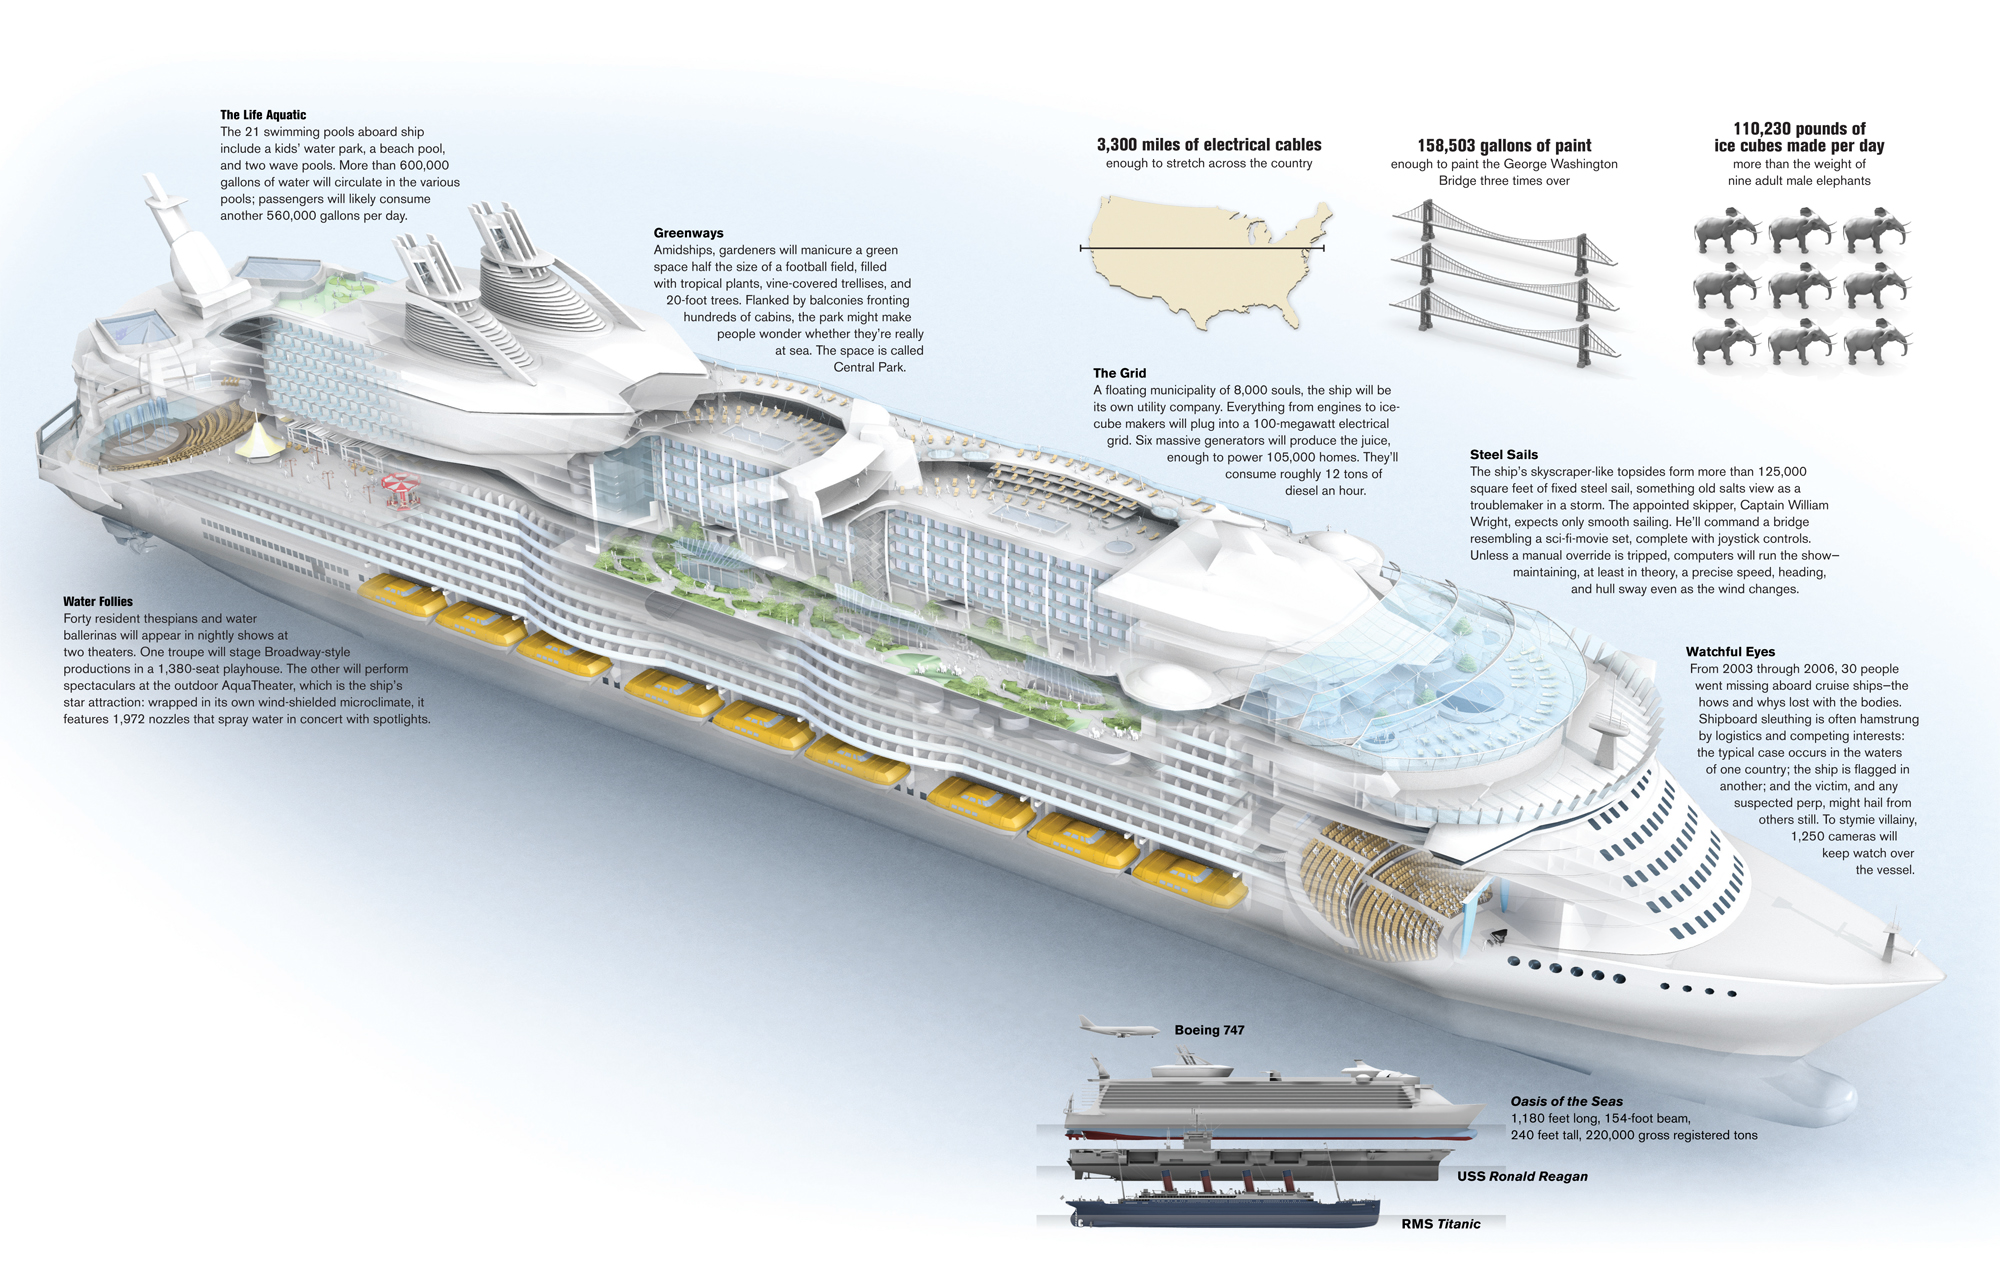 The Life Aquatic
The 21 swimming pools aboard ship
include a kids’ water park, a beach pool,
and two wave pools. More than 600,000
gallons of water will circulate in the various
pools; passengers will likely consume
another 560,000 gallons per day.
Greenways
Amidships, gardeners will manicure a green
space half the size of a football field, filled
with tropical plants, vine-covered trellises, and
20-foot trees. Flanked by balconies fronting
hundreds of cabins, the park might make
people wonder whether they’re really
at sea. The space is called
Central Park.
3,300 miles of electrical cables
enough to stretch across the country
158,503 gallons of paint
enough to paint the George Washington
Bridge three times over
110,230 pounds of
ice cubes made per day
more than the weight of
nine adult male elephants
The Grid
A floating municipality of 8,000 souls, the ship will be
its own utility company. Everything from engines to ice-
cube makers will plug into a 100-megawatt electrical
grid. Six massive generators will produce the juice,
enough to power 105,000 homes. They’ll
consume roughly 12 tons of
diesel an hour.
Steel Sails
The ship’s skyscraper-like topsides form more than 125,000
square feet of fixed steel sail, something old salts view as a
troublemaker in a storm. The appointed skipper, Captain William
Wright, expects only smooth sailing. He’ll command a bridge
resembling a sci-fi-movie set, complete with joystick controls.
Unless a manual override is tripped, computers will run the show—
maintaining, at least in theory, a precise speed, heading,
and hull sway even as the wind changes.
Water Follies
Forty resident thespians and water
ballerinas will appear in nightly shows at
two theaters. One troupe will stage Broadway-style
productions in a 1,380-seat playhouse. The other will perform
spectaculars at the outdoor AquaTheater, which is the ship’s
star attraction: wrapped in its own wind-shielded microclimate, it
features 1,972 nozzles that spray water in concert with spotlights.
Watchful Eyes
From 2003 through 2006, 30 people
went missing aboard cruise ships—the
hows and whys lost with the bodies.
Shipboard sleuthing is often hamstrung
by logistics and competing interests:
the typical case occurs in the waters
of one country; the ship is flagged in
another; and the victim, and any
suspected perp, might hail from
others still. To stymie villainy,
1,250 cameras will
keep watch over
the vessel.
Boeing 747
Oasis of the Seas
1,180 feet long, 154-foot beam,
240 feet tall, 220,000 gross registered tons
USS Ronald Reagan
RMS Titanic